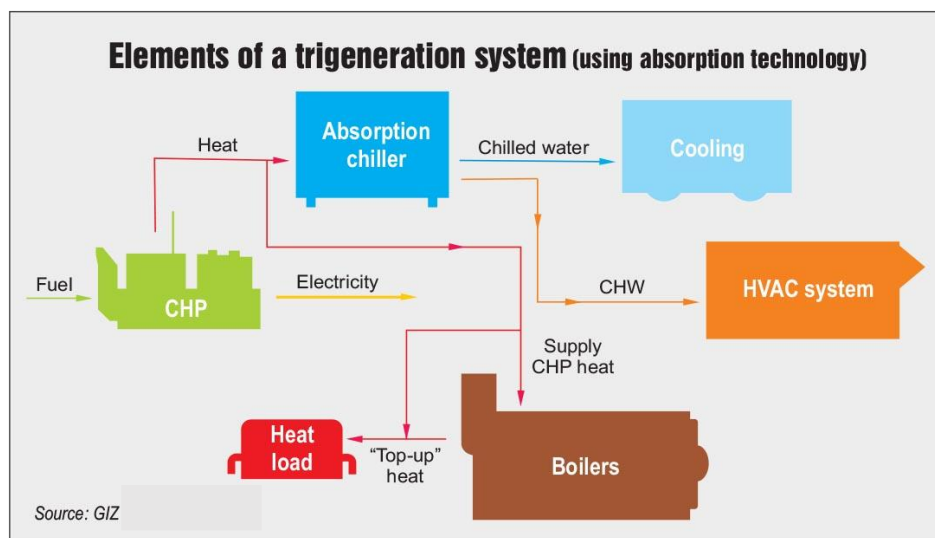 Elements of a trigeneration system (using absorption technology)
Heat
Absorption
chiller
Chilled water
Cooling
Fuel
CHP
Electricity
CHW
HVAC system
Supply
CHP heat
Heat
load
“Top-up”
heat
Boilers
Source: GIZ